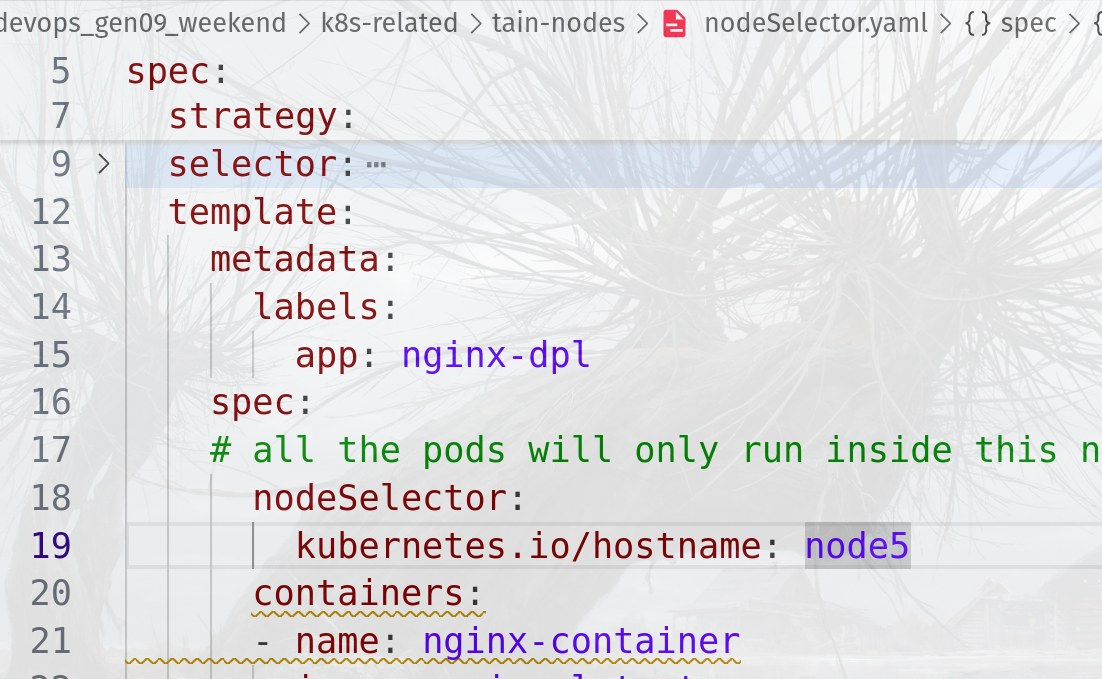 devops_gen09_weekend > k8s-related > tain-nodes > nodeSelector.yaml > {} spec > {
5 spec:
7 strategy:
9 > selector: ···
12 template:
13 metadata:
14 labels:
15 app: nginx-dpl
16 spec:
17 # all the pods will only run inside this n
18 nodeSelector:
19 kubernetes.io/hostname: node5
20 containers:
21 - name: nginx-container